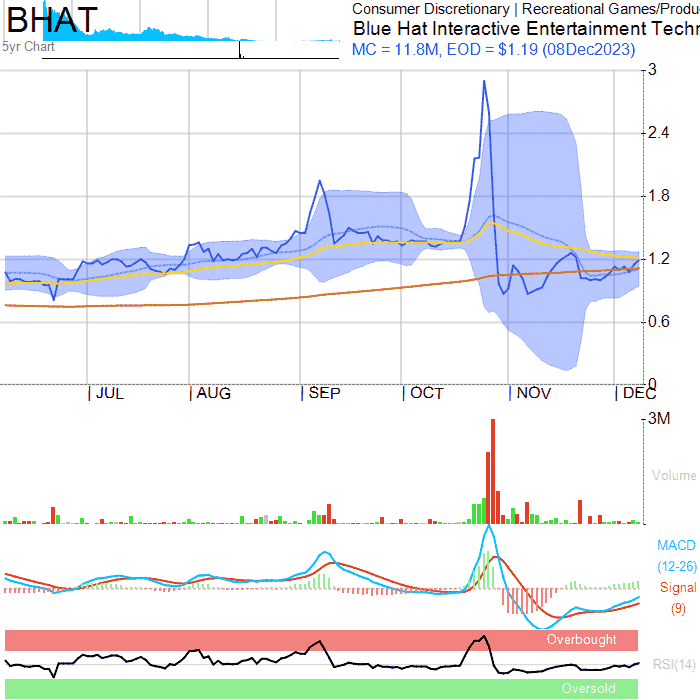 BHAT
5yr Chart
Consumer Discretionary | Recreational Games/Produ
Blue Hat Interactive Entertainment Techn
MC = 11.8M, EOD = $1.19 (08Dec2023)
3
2.4
1.8
1.2
0.6
0
JUL AUG SEP OCT NOV DEC
3M
Volume
MACD
(12-26)
Signal
(9)
Overbought
RSI(14)
Oversold